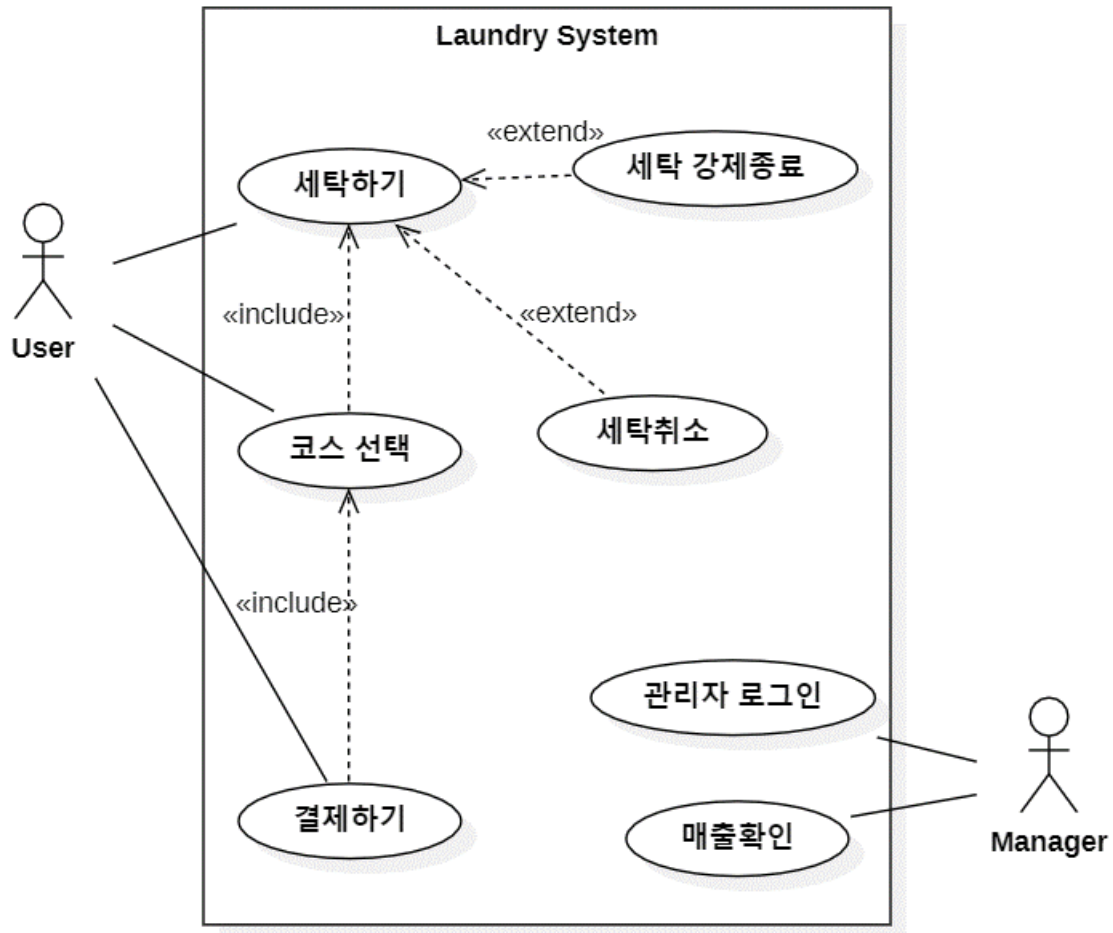 Laundry System
«extend»
세탁하기
세탁 강제종료
User
«include»
«extend»
코스 선택
세탁취소
«include»
관리자 로그인
결제하기
매출확인
Manager